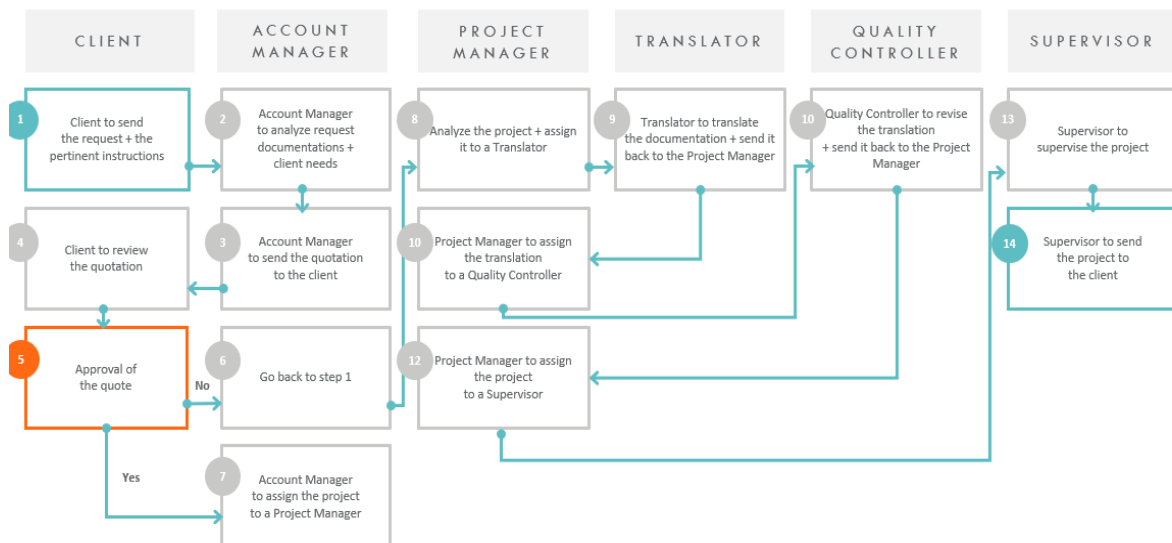 CLIENT
ACCOUNT
MANAGER
PROJECT
MANAGER
TRANSLATOR
QUALITY
CONTROLLER
SUPERVISOR
1
Client to send
the request + the
pertinent instructions
2
Account Manager
to analyze request
documentations +
client needs
8
Analyze the project + assign
it to a Translator
9
Translator to translate
the documentation + send it
back to the Project Manager
10
Quality Controller to revise
the translation
+ send it back to the Project
Manager
13
Supervisor to
supervise the project
4
Client to review
the quotation
3
Account Manager
to send the quotation
to the client
10
Project Manager to assign
the translation
to a Quality Controller
14
Supervisor to send
the project to
the client
5
Approval of
the quote
No
6
Go back to step 1
12
Project Manager to assign
the project
to a Supervisor
Yes
7
Account Manager
to assign the project
to a Project Manager